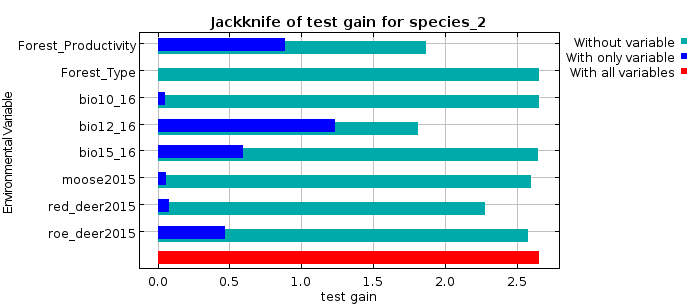 Jackknife of test gain for species_2
Environmental Variable
Forest_Productivity
Forest_Type
bio10_16
bio12_16
bio15_16
moose2015
red_deer2015
roe_deer2015
Without variable
With only variable
With all variables
0.0 0.5 1.0 1.5 2.0 2.5
test gain